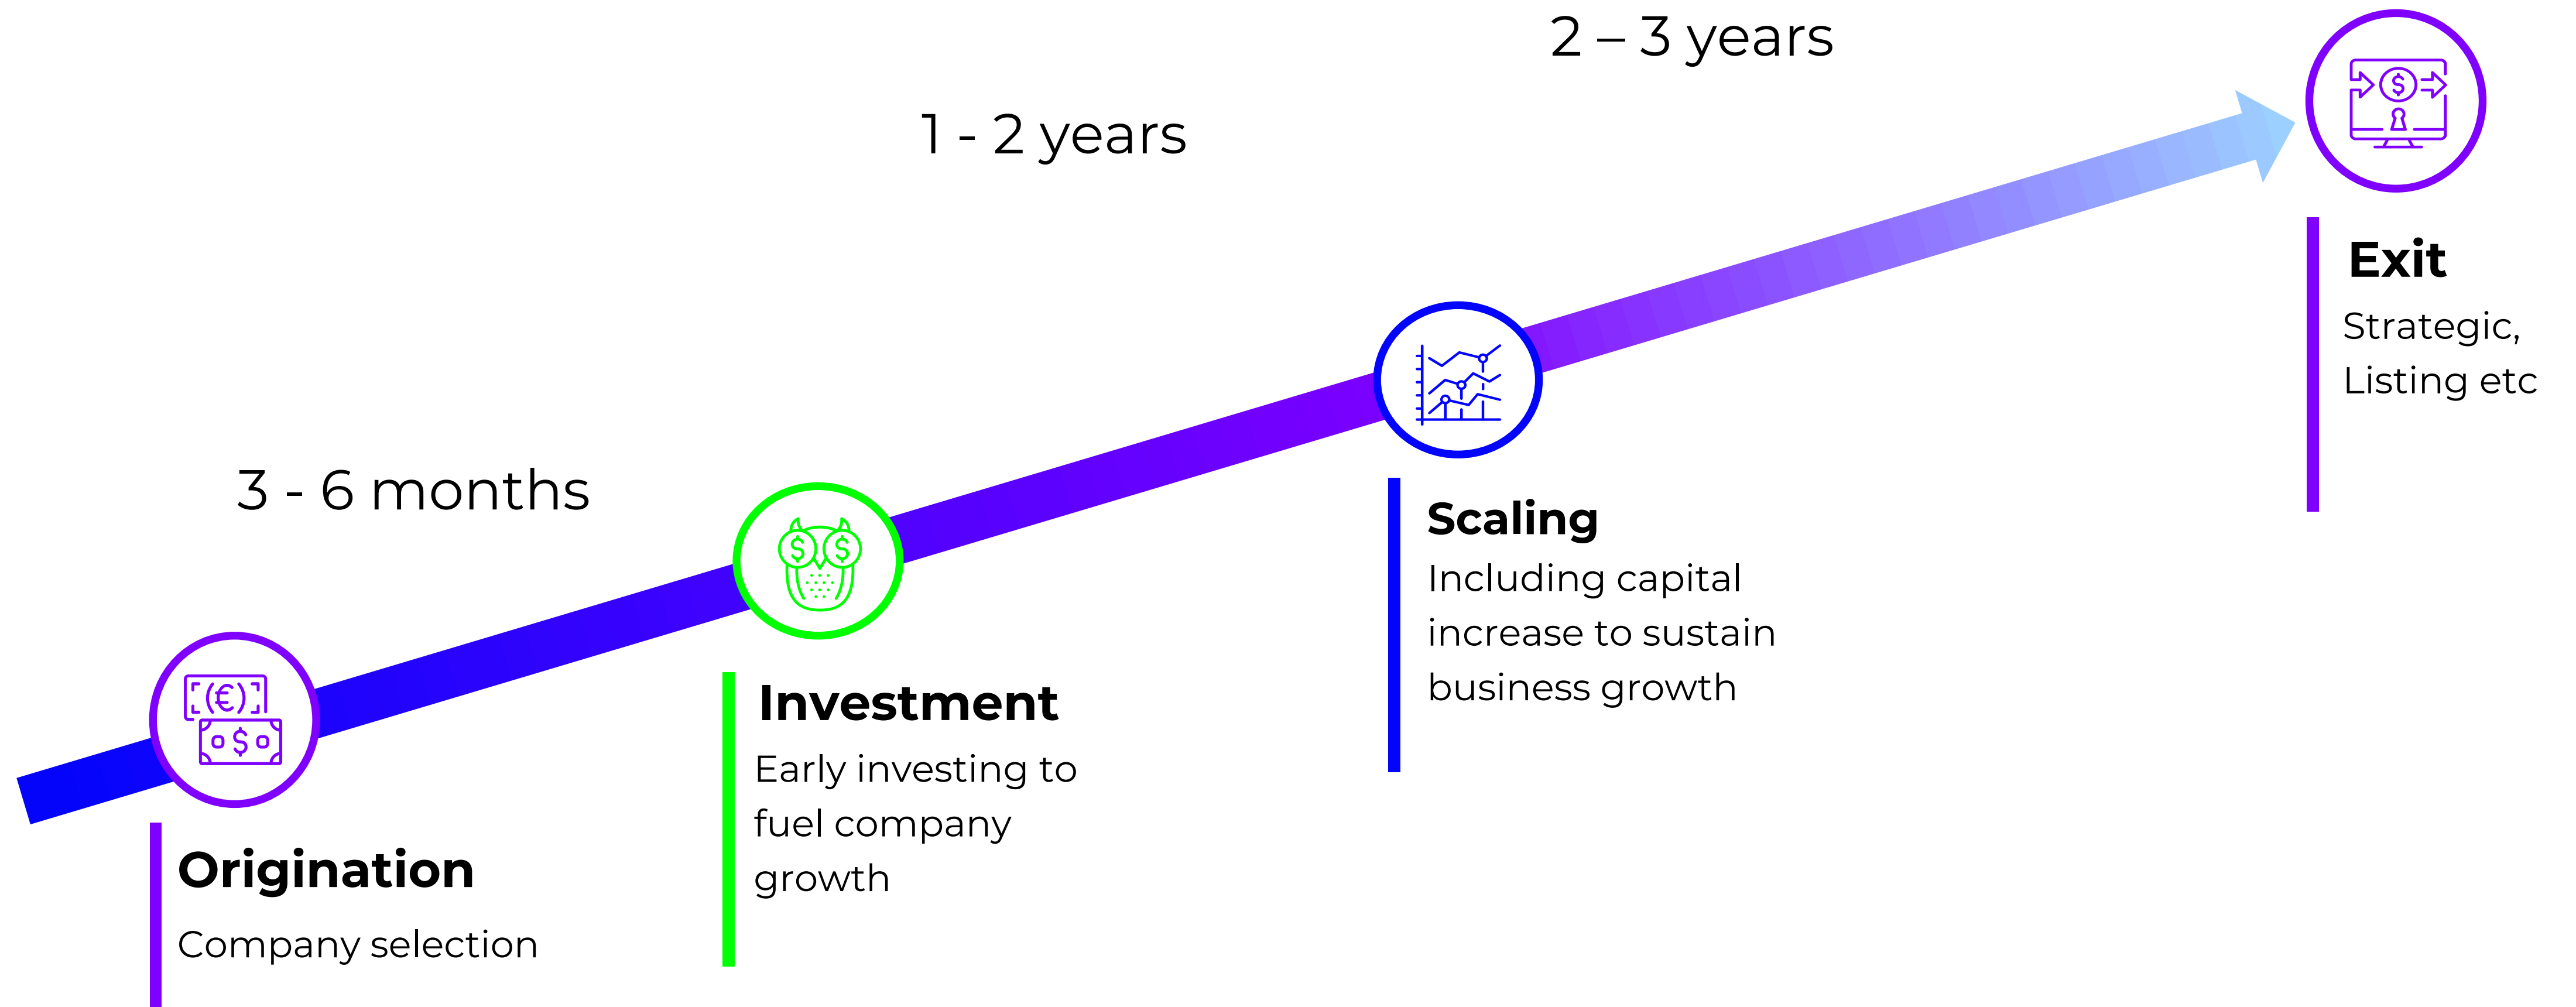 2 – 3 years
1 - 2 years
3 - 6 months
Origination
Company selection
Investment
Early investing to
fuel company
growth
Scaling
Including capital
increase to sustain
business growth
Exit
Strategic,
Listing etc